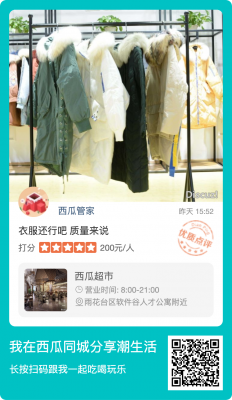 Discuz!
西瓜管家
昨天 15:52
衣服还行吧 质量来说
优质点评
打分 200元/人
西瓜超市
营业时间: 8:00-21:00
雨花台区软件谷人才公寓附近
我在西瓜同城分享潮生活
长按扫码跟我一起吃喝玩乐